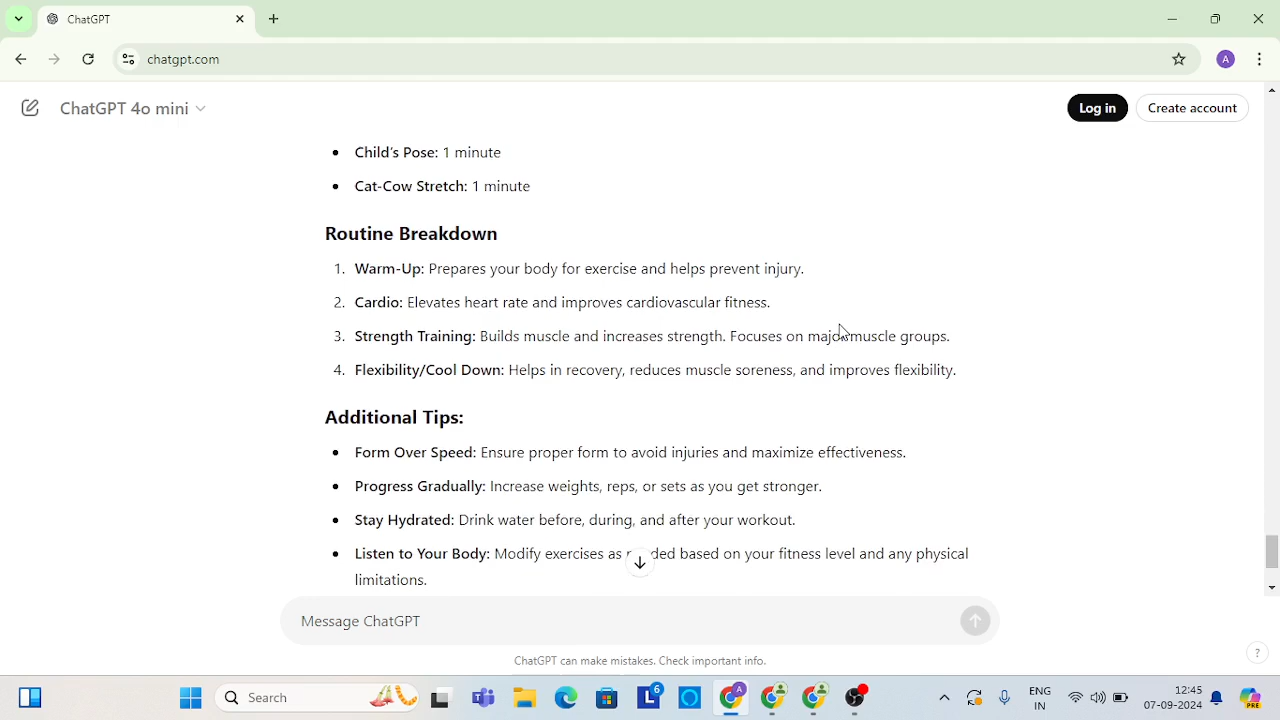 ChatGPT
chatgpt.com
A
ChatGPT 4o mini
Log in
Create account
Child's Pose: 1 minute
Cat-Cow Stretch: 1 minute
Routine Breakdown
1. Warm-Up: Prepares your body for exercise and helps prevent injury.
2. Cardio: Elevates heart rate and improves cardiovascular fitness.
3. Strength Training: Builds muscle and increases strength. Focuses on major muscle groups.
4. Flexibility/Cool Down: Helps in recovery, reduces muscle soreness, and improves flexibility.
Additional Tips:
Form Over Speed: Ensure proper form to avoid injuries and maximize effectiveness.
Progress Gradually: Increase weights, reps, or sets as you get stronger.
Stay Hydrated: Drink water before, during, and after your workout.
Listen to Your Body: Modify exercises as needed based on your fitness level and any physical
limitations.
Message ChatGPT
ChatGPT can make mistakes. Check important info.
?
Search
L
6
A
ENG
IN
12:45
07-09-2024
PRE